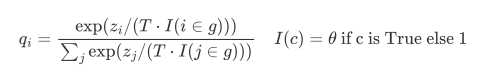 q_i = exp(z_i/(T · I(i ∈ g))) / ∑_j exp(z_j/(T · I(j ∈ g)))    I(c) = θ if c is True else 1